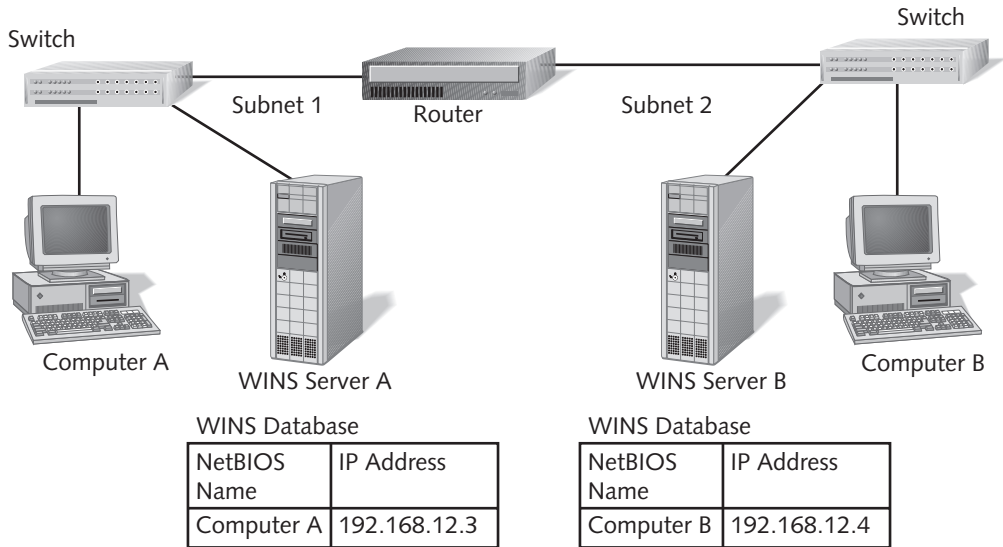 Switch
Switch
Subnet 1
Router
Subnet 2
Computer A
WINS Server A
WINS Server B
Computer B
WINS Database
NetBIOS Name
IP Address
Computer A
192.168.12.3
WINS Database
NetBIOS Name
IP Address
Computer B
192.168.12.4